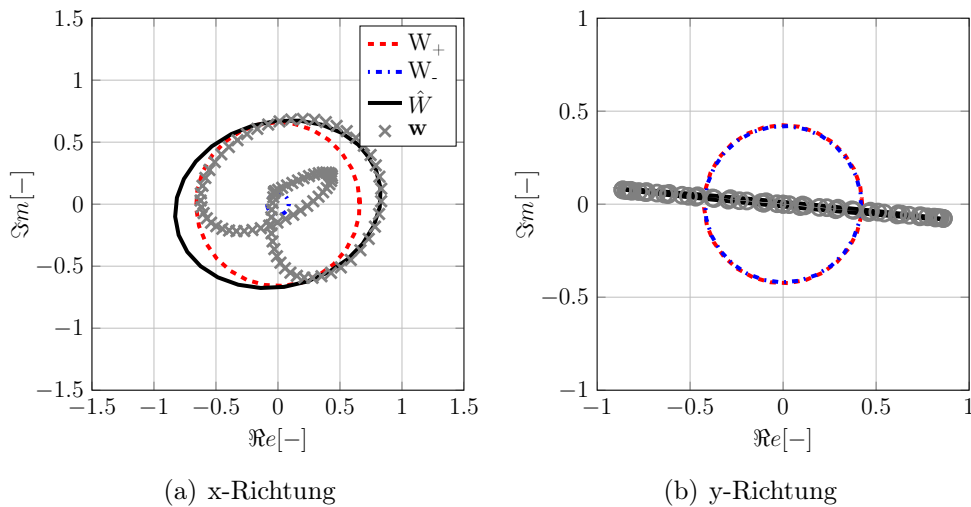 1.5
1
0.5
0
−0.5
−1
−1.5
−1.5 −1 −0.5 0 0.5 1 1.5
ℑm[−]
ℜe[−]
W+
W-
Ŵ
w
(a) x-Richtung
1
0.5
0
−0.5
−1
−1 −0.5 0 0.5 1
ℑm[−]
ℜe[−]
(b) y-Richtung